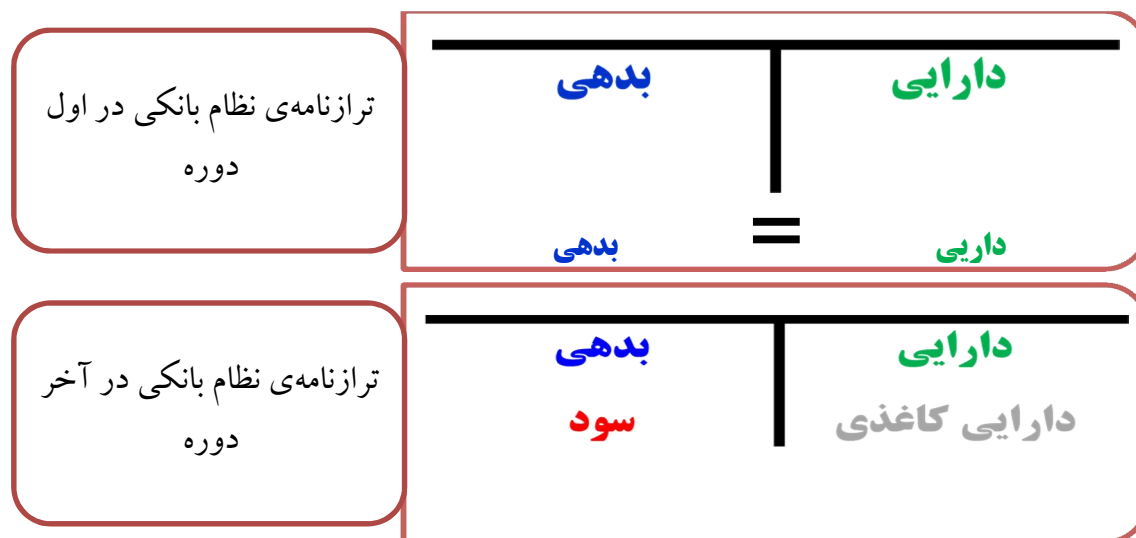 ترازنامه‌ی نظام بانکی در اول
دوره
دارایی بدهی
داریی = بدهی
ترازنامه‌ی نظام بانکی در آخر
دوره
دارایی بدهی
دارایی کاغذی سود